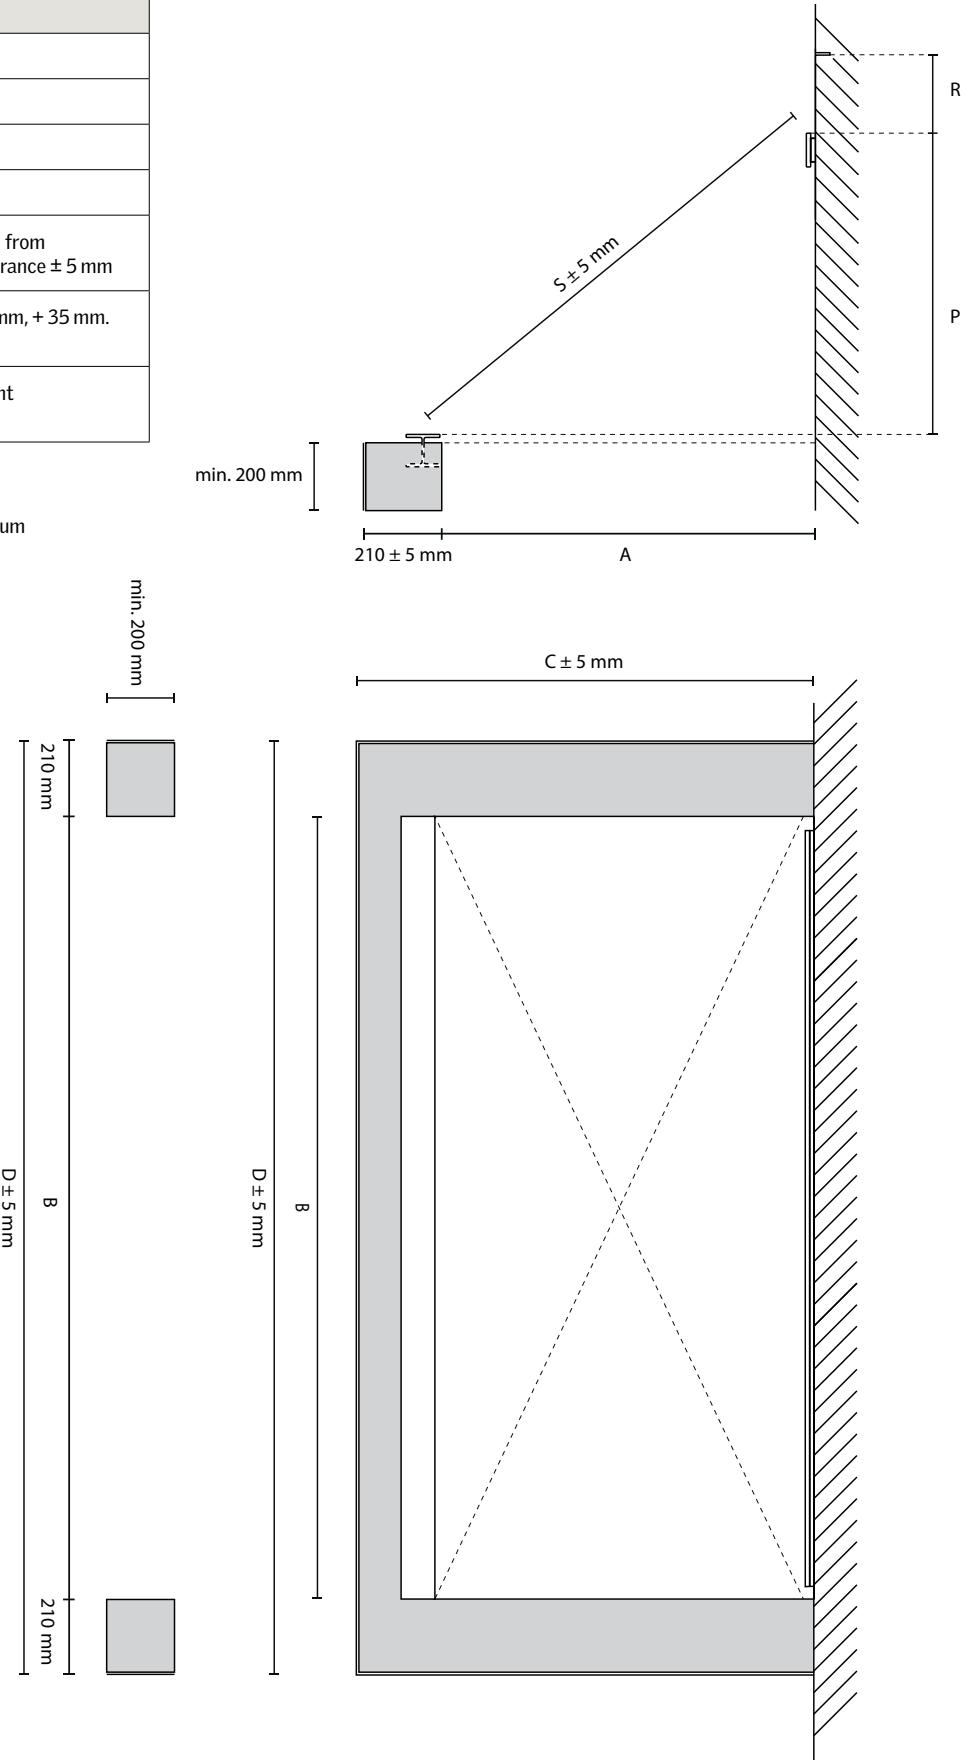 from
rance ± 5 mm
mm, + 35 mm.
nt
um
R
S ± 5 mm
P
min. 200 mm
210 ± 5 mm
A
min. 200 mm
C ± 5 mm
210 mm
D ± 5 mm
B
D ± 5 mm
B
210 mm